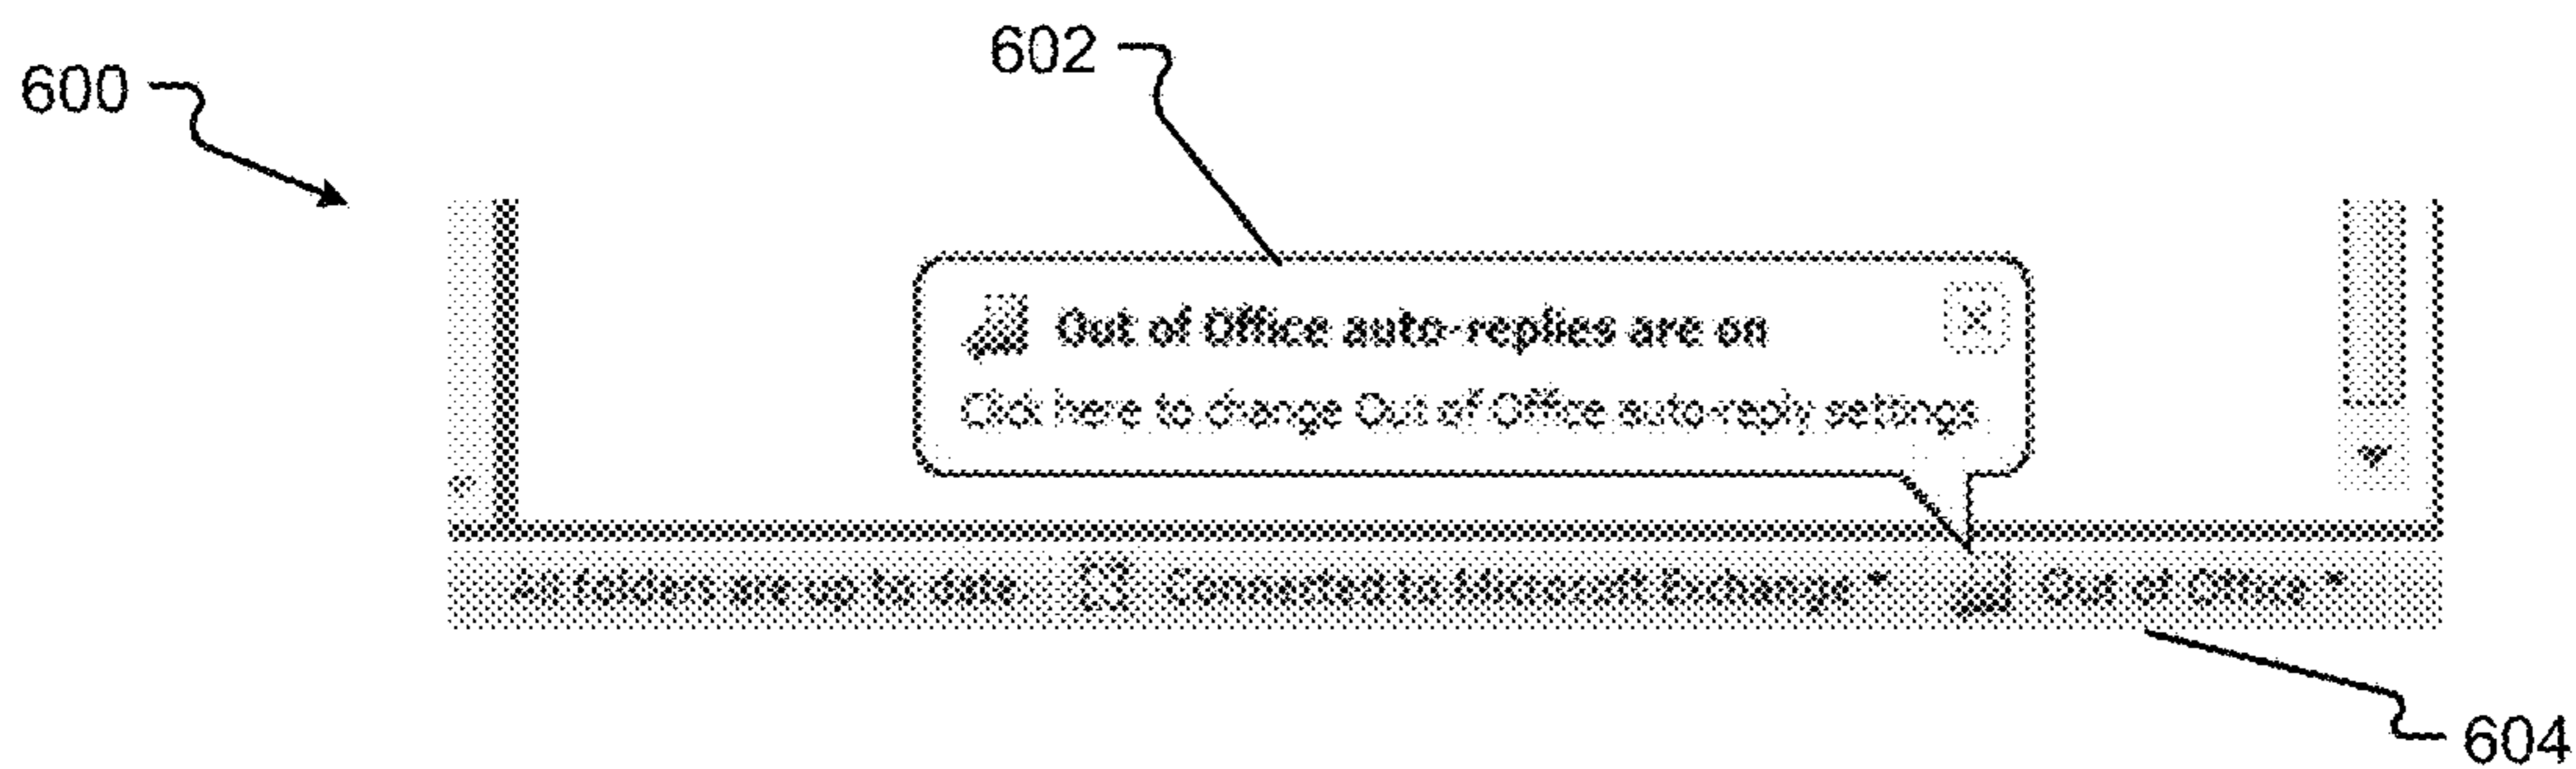 602
600
Out of Office auto-replies are on
Click here to change Out of Office auto-reply settings
All folders are up to date. Connected to Microsoft Exchange Out of Office
604